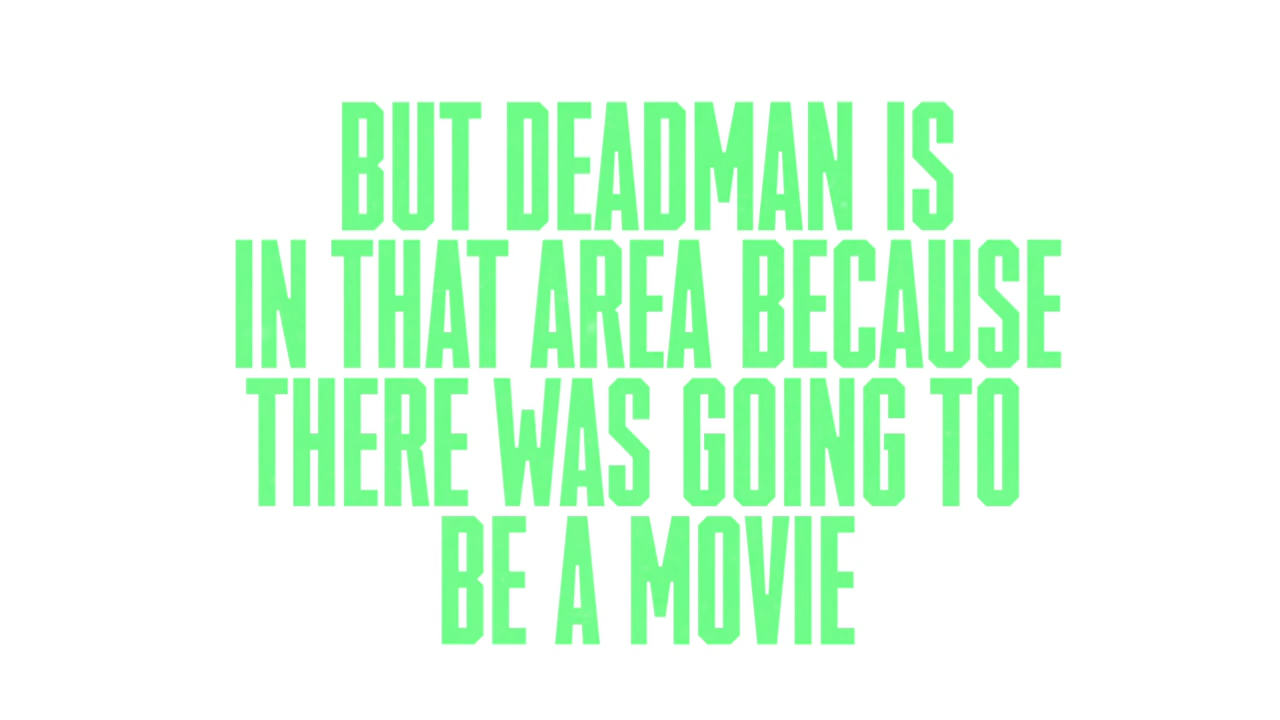 BUT DEADMAN IS
IN THAT AREA BECAUSE
THERE WAS GOING TO
BE A MOVIE